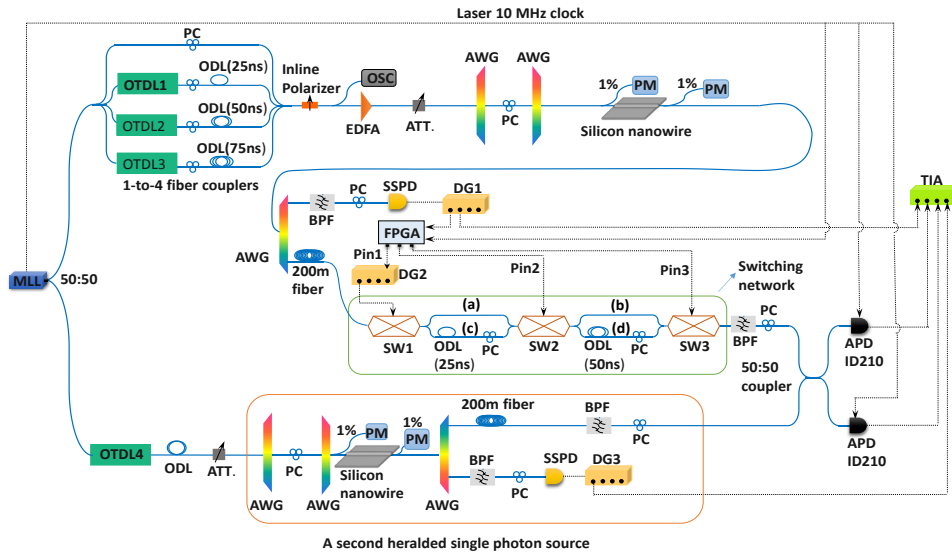 Laser 10 MHz clock
PC
ODL(25ns)
OTDL1
ODL(50ns)
OTDL2
ODL(75ns)
OTDL3
1-to-4 fiber couplers
Inline
Polarizer
OSC
EDFA
ATT.
AWG
AWG
PC
1%
PM
1%
PM
Silicon nanowire
TIA
AWG
BPF
PC
SSPD
DG1
FPGA
200m
fiber
Pin1
DG2
Pin2
Pin3
Switching
network
MLL
50:50
SW1
(a)
(c)
ODL
PC
(25ns)
SW2
(b)
(d)
ODL
PC
(50ns)
SW3
BPF
PC
50:50
coupler
APD
ID210
APD
ID210
OTDL4
ODL
ATT.
AWG
PC
AWG
1%
PM
1%
PM
Silicon
nanowire
AWG
200m fiber
BPF
PC
BPF
PC
SSPD
DG3
A second heralded single photon source